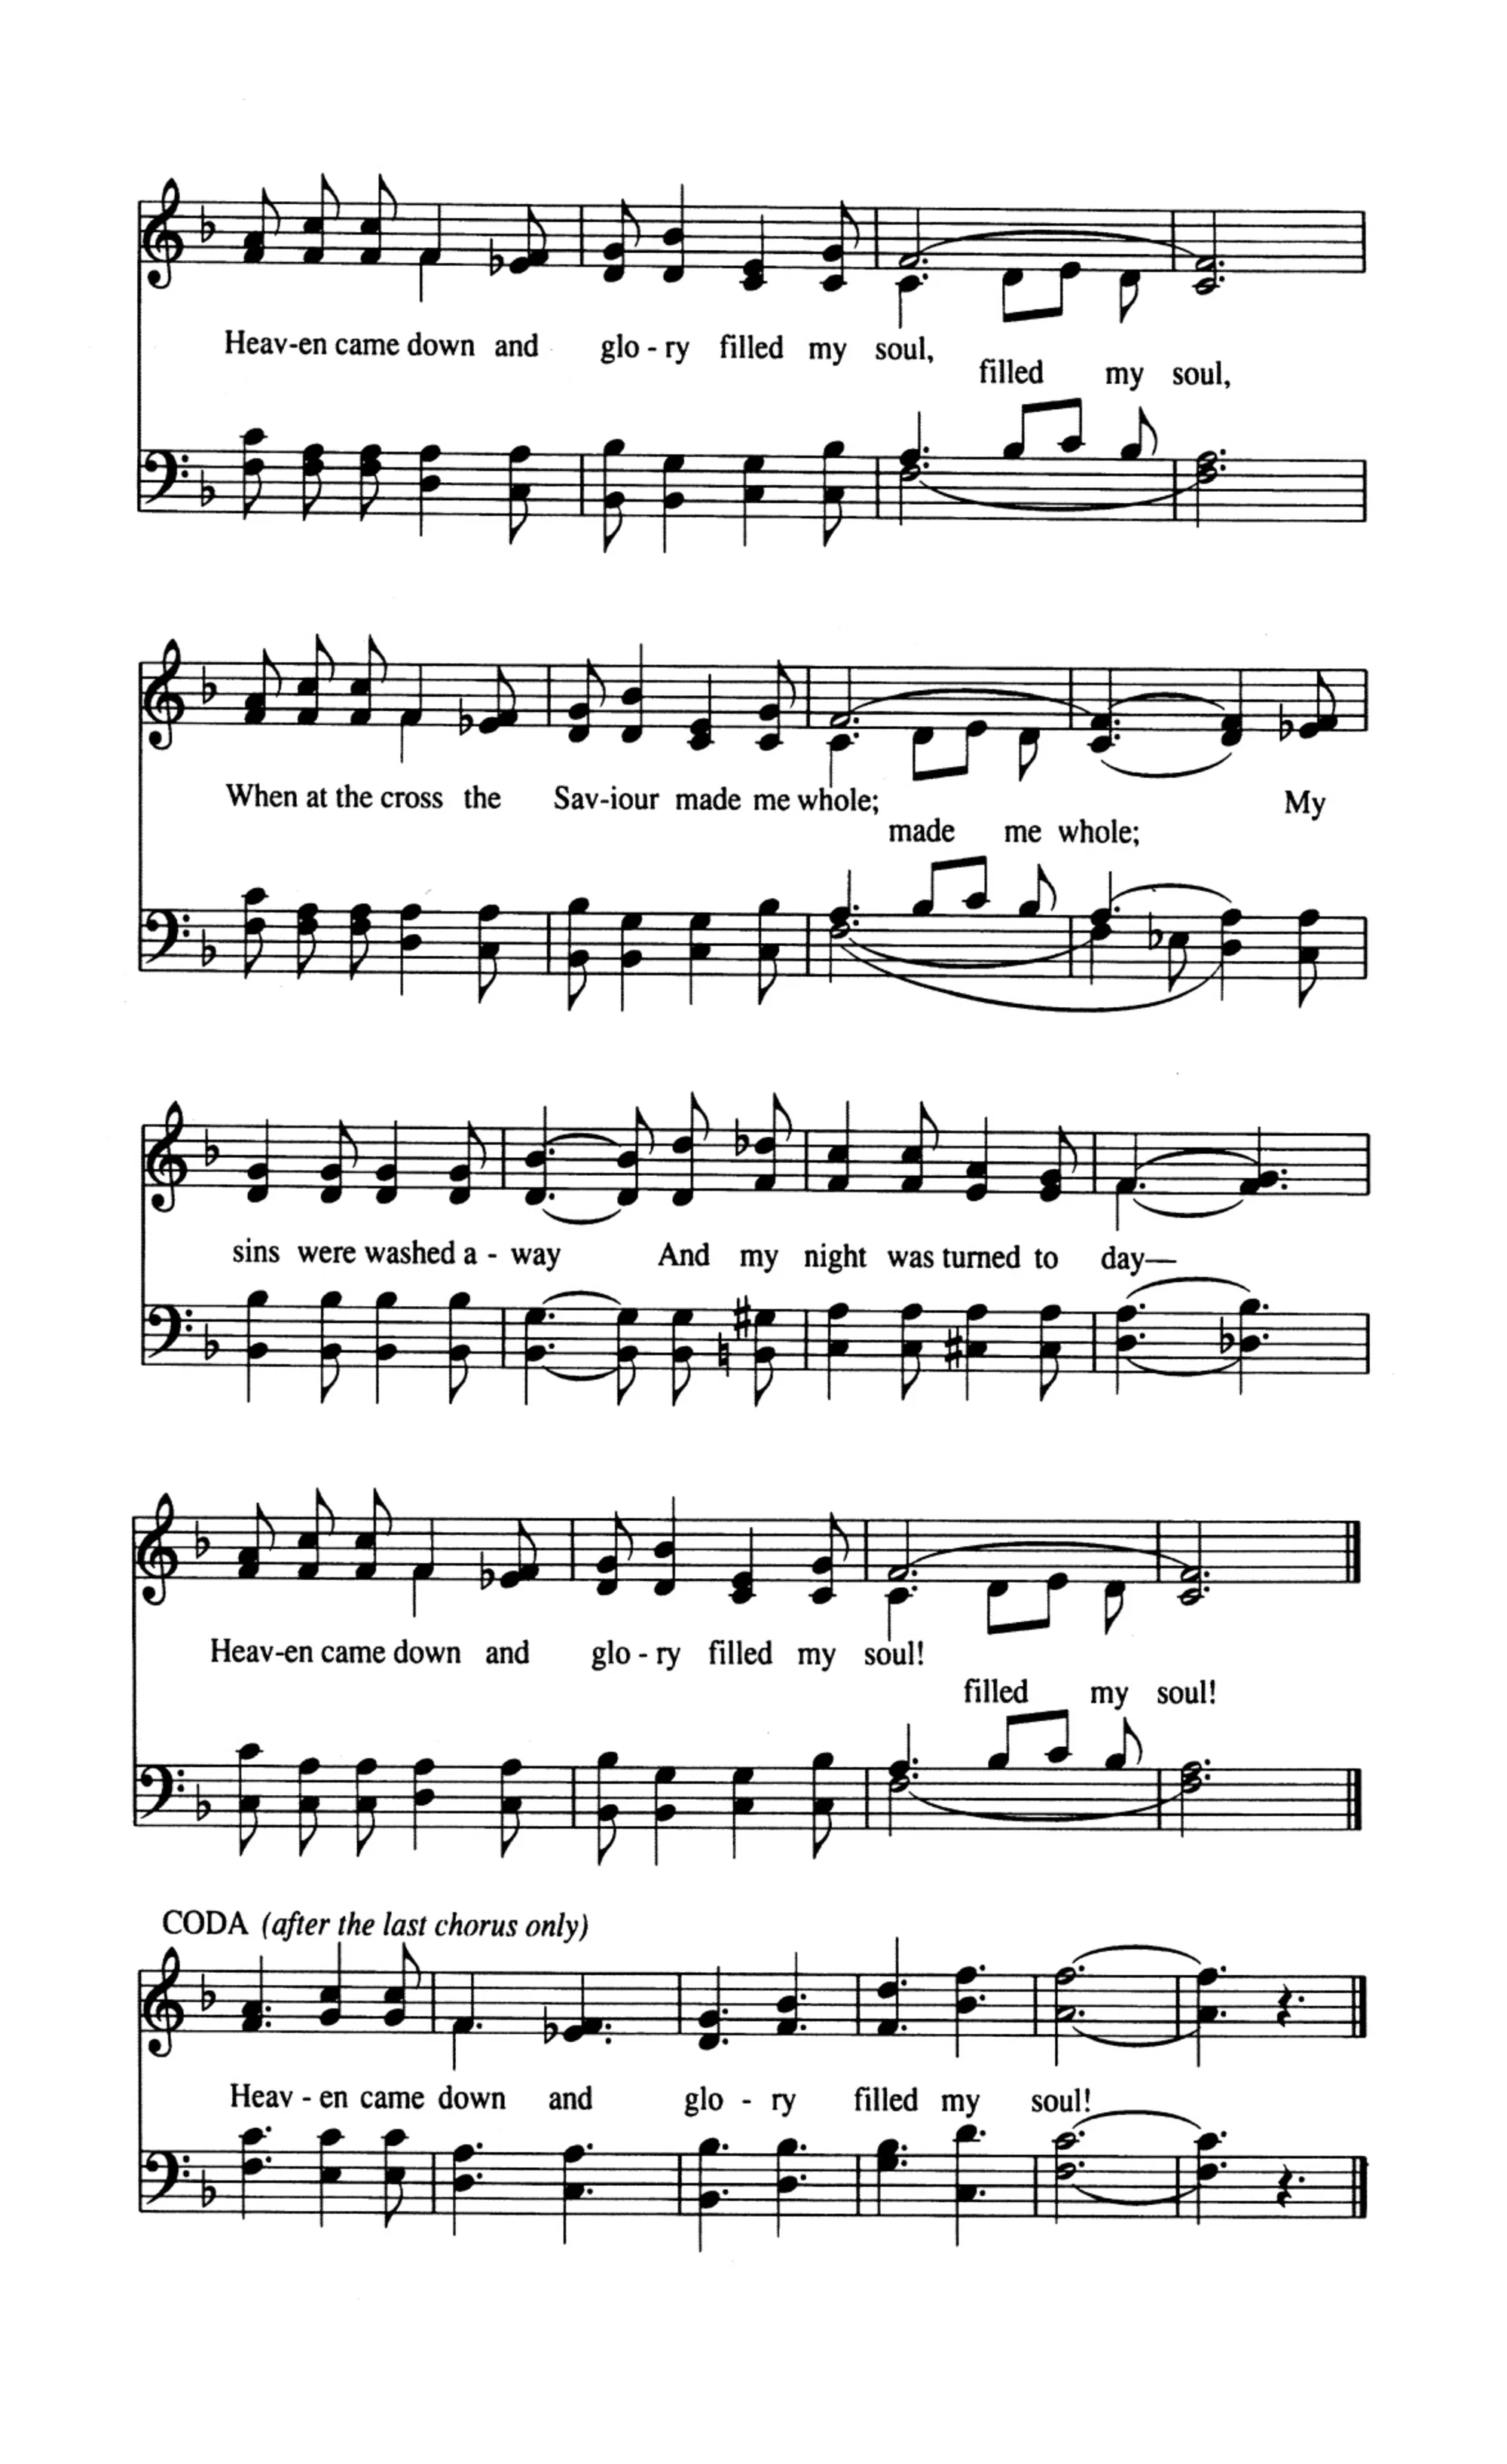 Heav-en came down and glo - ry filled my soul,
filled my soul,
When at the cross the Sav-iour made me whole; My
made me whole;
sins were washed a - way And my night was turned to day—
Heav-en came down and glo - ry filled my soul!
filled my soul!
CODA (after the last chorus only)
Heav - en came down and glo - ry filled my soul!